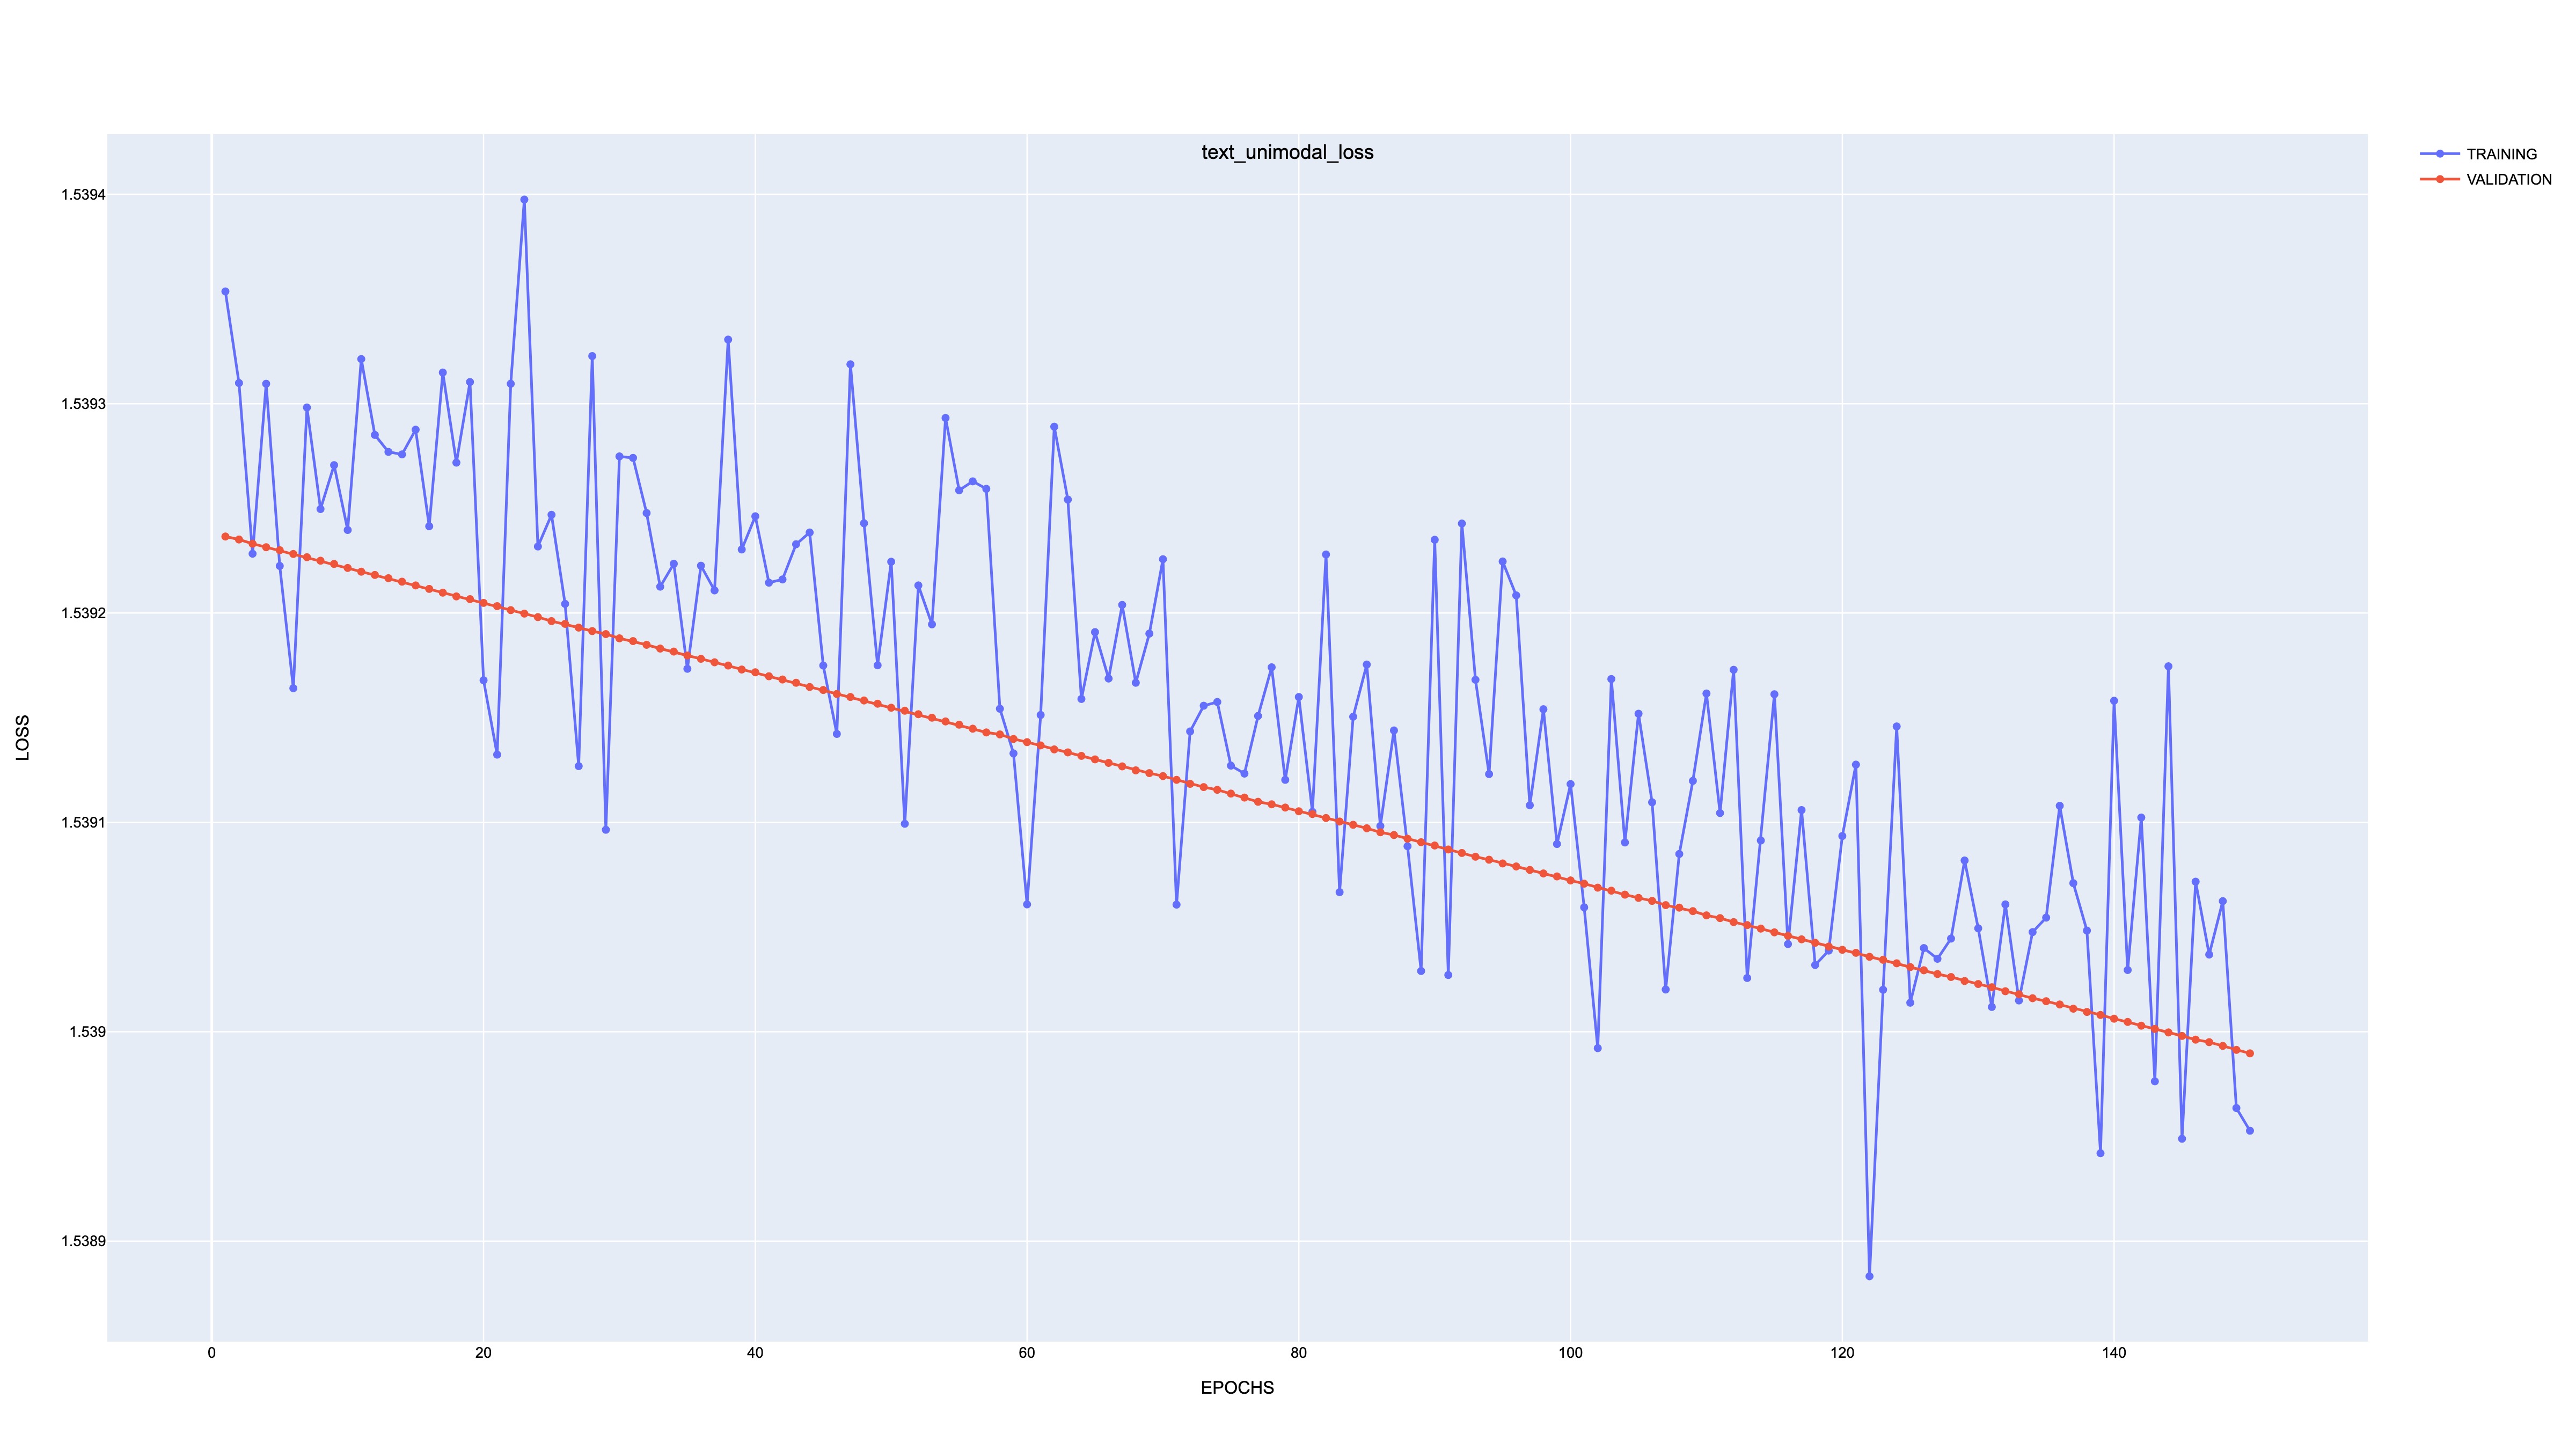 text_unimodal_loss
TRAINING
VALIDATION
1.5394
1.5393
1.5392
1.5391
1.539
1.5389
LOSS
0 20 40 60 80 100 120 140
EPOCHS